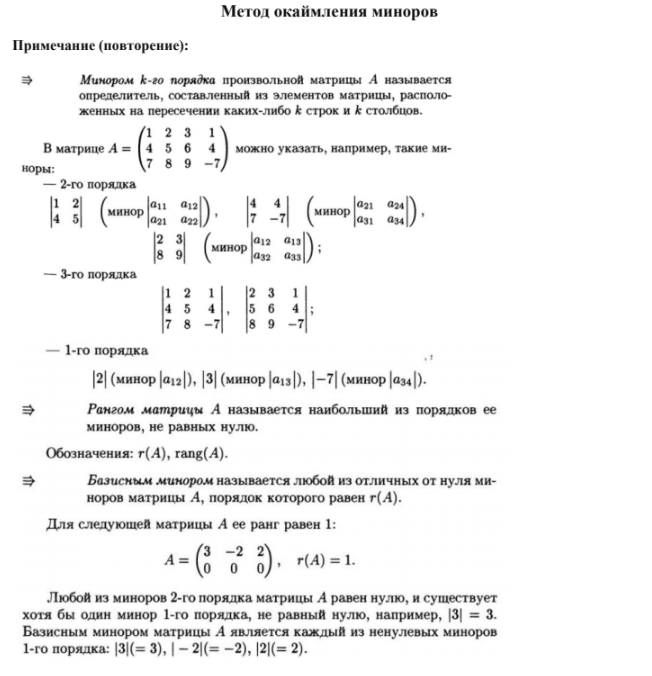 Метод окаймления миноров
Примечание (повторение):
⇛ Минором k-го порядка произвольной матрицы A называется
определитель, составленный из элементов матрицы, располо-
женных на пересечении каких-либо k строк и k столбцов.
1 2 3 1
В матрице A = 4 5 6 4 можно указать, например, такие ми-
7 8 9 −7
норы:
— 2-го порядка
|1 2| (минор |a11 a12|), |4 4| (минор |a21 a24|),
|4 5| |a21 a22| |7 −7| |a31 a34|
|2 3| (минор |a12 a13|);
|8 9| |a32 a33|
— 3-го порядка
|1 2 1| |2 3 1|
|4 5 4|, |5 6 4|;
|7 8 −7| |8 9 −7|
— 1-го порядка
|2| (минор |a12|), |3| (минор |a13|), |−7| (минор |a34|).
⇛ Рангом матрицы A называется наибольший из порядков ее
миноров, не равных нулю.
Обозначения: r(A), rang(A).
⇛ Базисным минором называется любой из отличных от нуля ми-
норов матрицы A, порядок которого равен r(A).
Для следующей матрицы A ее ранг равен 1:
A = (3 −2 2), r(A) = 1.
(0 0 0)
Любой из миноров 2-го порядка матрицы A равен нулю, и существует
хотя бы один минор 1-го порядка, не равный нулю, например, |3| = 3.
Базисным минором матрицы A является каждый из ненулевых миноров
1-го порядка: |3|(= 3), | − 2|(= −2), |2|(= 2).